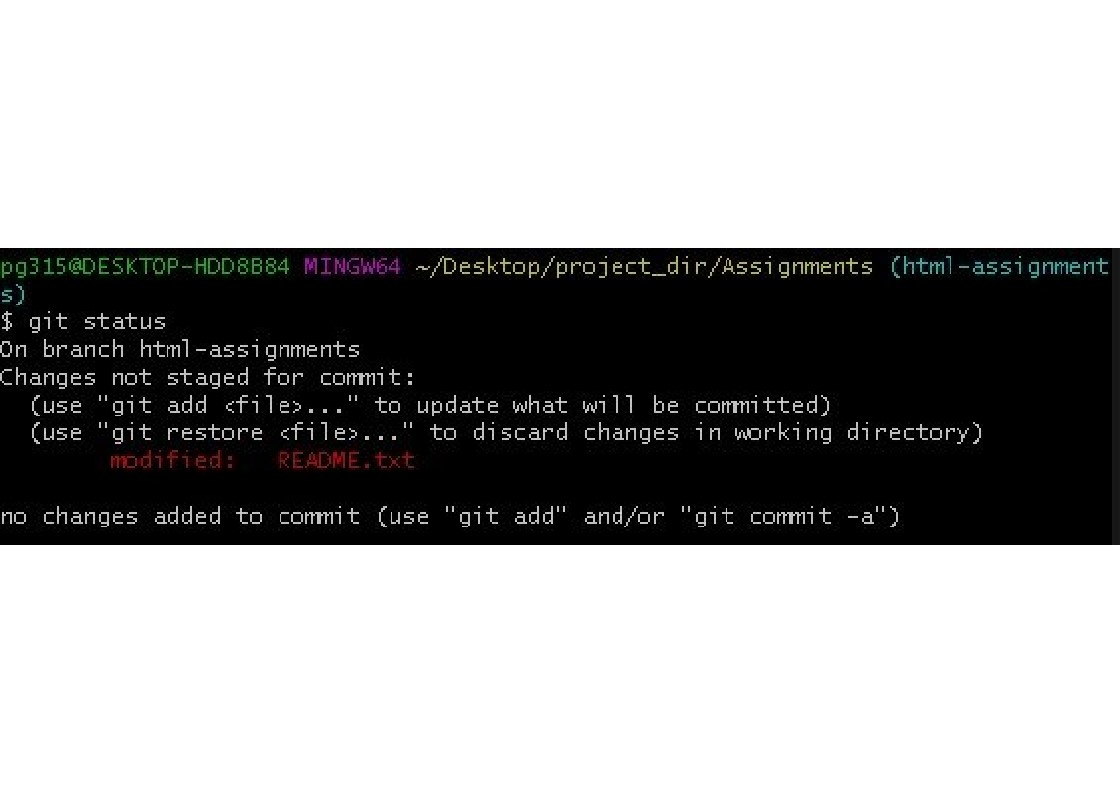 pg315@DESKTOP-HDD8B84 MINGW64 ~/Desktop/project_dir/Assignments (html-assignment
s)
$ git status
On branch html-assignments
Changes not staged for commit:
  (use "git add <file>..." to update what will be committed)
  (use "git restore <file>..." to discard changes in working directory)
        modified:   README.txt

no changes added to commit (use "git add" and/or "git commit -a")